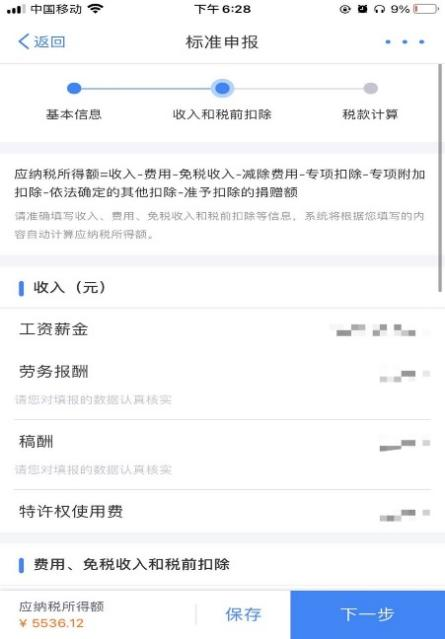 中国移动
下午6:28
9%
返回
标准申报
基本信息
收入和税前扣除
税款计算
应纳税所得额=收入-费用-免税收入-减除费用-专项扣除-专项附加
扣除-依法确定的其他扣除-准予扣除的捐赠额
请准确填写收入、费用、免税收入和税前扣除等信息，系统将根据您填写的内
容自动计算应纳税所得额。
收入（元）
工资薪金
劳务报酬
请您对填报的数据认真核实
稿酬
请您对填报的数据认真核实
特许权使用费
费用、免税收入和税前扣除
应纳税所得额
¥ 5536.12
保存
下一步